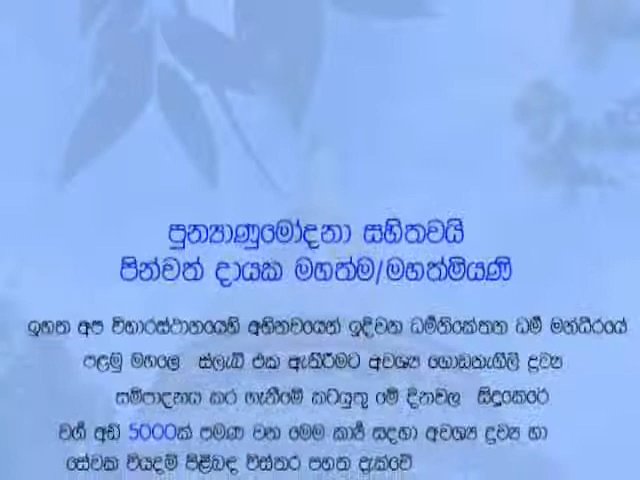 පුන්‍යාණුමෝදනා සහිතවයි
පින්වත් දායක මහත්ම/මහත්මියණි
ඉහත අප විහාරස්ථානයෙහි අභිනවයෙන් ඉදිවන ධර්මනිකේතන ධර්ම මන්ධිරයේ
පළමු මහලෙ ස්ලැබ් එක ඇතිරීමට අවශ්‍ය ගොඩනැගිලි ද්‍රව්‍ය
සම්පාදනය කර ගැනීමේ කටයුතු මේ දිනවල සිදුකෙරේ
වර්ග අඩි 5000ක් පමණ වන මෙම කාර්ය සදහා අවශ්‍ය ද්‍රව්‍ය හා
සේවක වියදම් පිළිබඳ විස්තර පහත දැක්වේ